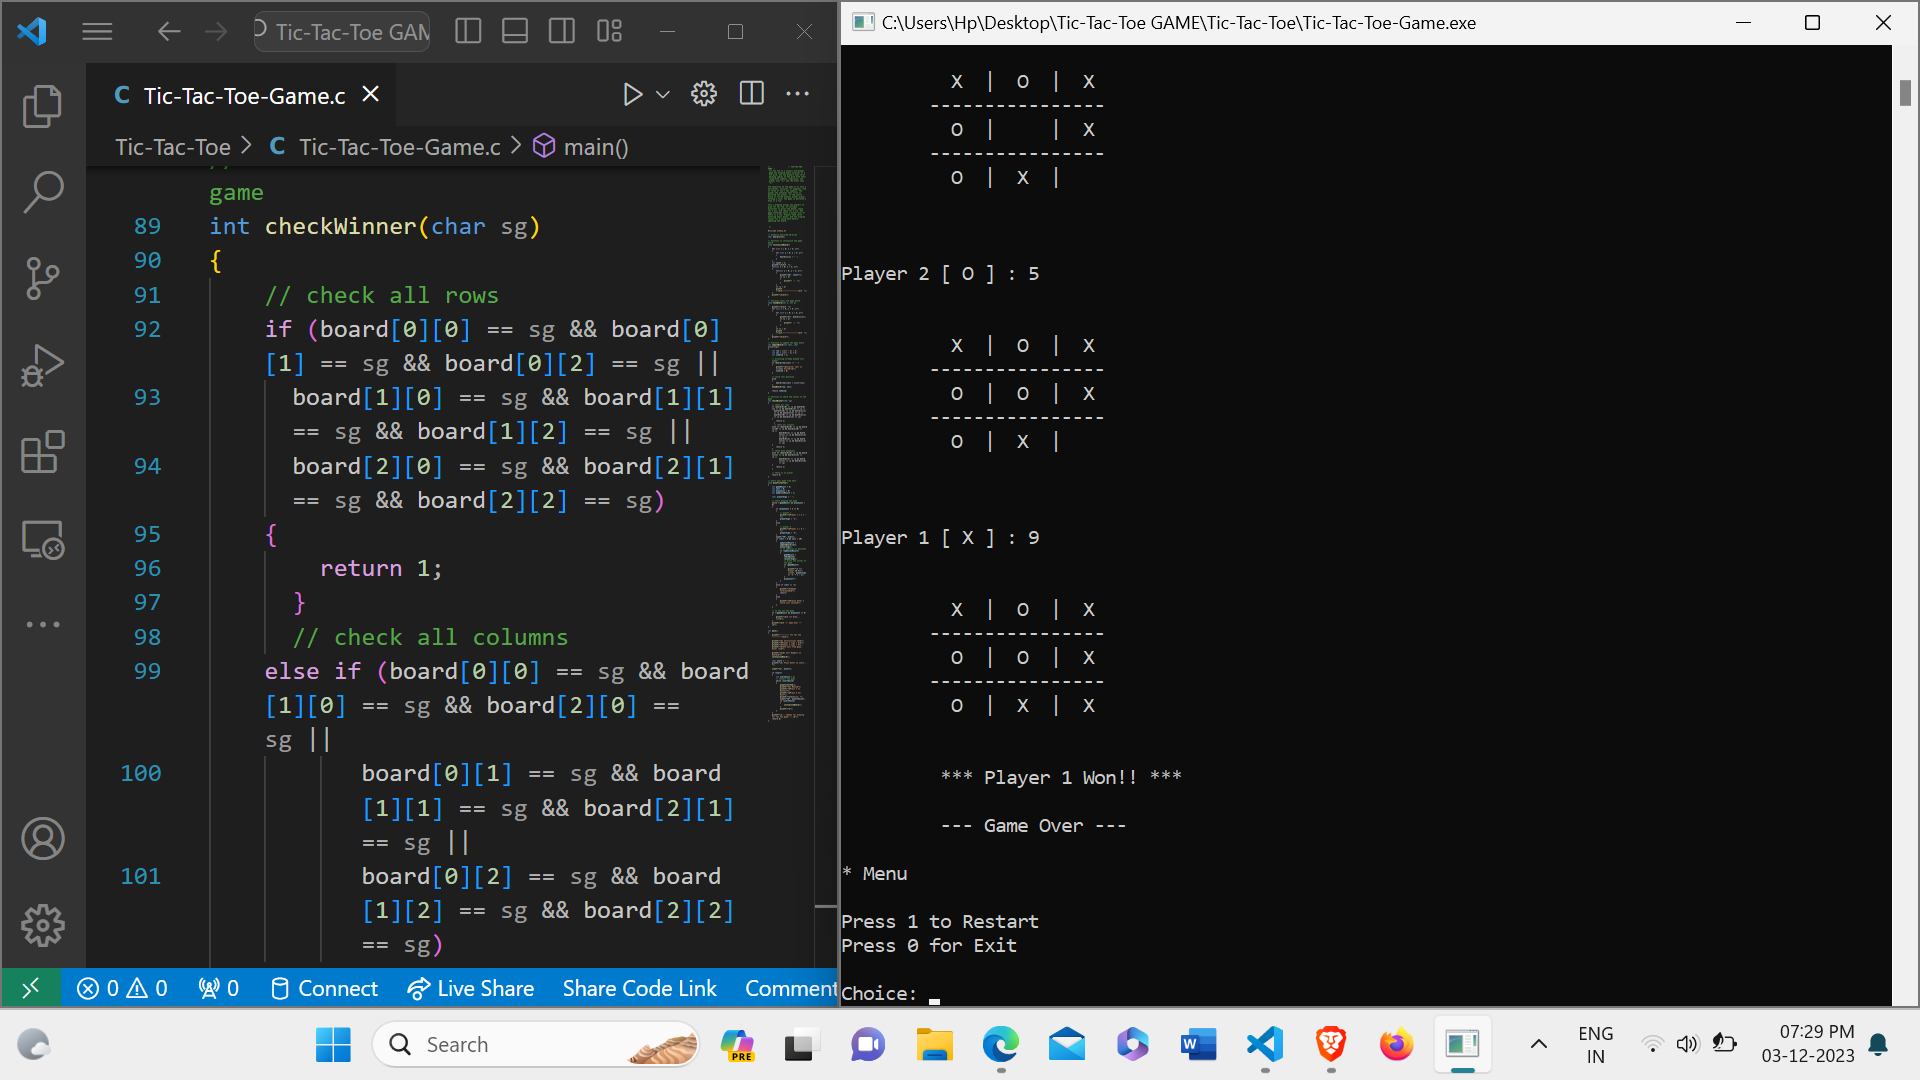 Tic-Tac-Toe GAM
Tic-Tac-Toe-Game.c
Tic-Tac-Toe > C Tic-Tac-Toe-Game.c > main()
game
89 int checkWinner(char sg)
90 {
91 // check all rows
92 if (board[0][0] == sg && board[0]
[1] == sg && board[0][2] == sg ||
93 board[1][0] == sg && board[1][1]
== sg && board[1][2] == sg ||
94 board[2][0] == sg && board[2][1]
== sg && board[2][2] == sg)
95 {
96 return 1;
97 }
98 // check all columns
99 else if (board[0][0] == sg && board
[1][0] == sg && board[2][0] ==
sg ||
100 board[0][1] == sg && board
[1][1] == sg && board[2][1]
== sg ||
101 board[0][2] == sg && board
[1][2] == sg && board[2][2]
== sg)
0 0 0 Connect Live Share Share Code Link Comment
C:\Users\Hp\Desktop\Tic-Tac-Toe GAME\Tic-Tac-Toe\Tic-Tac-Toe-Game.exe
X | O | X
----------------
O | | X
----------------
O | X |
Player 2 [ O ] : 5
X | O | X
----------------
O | O | X
----------------
O | X |
Player 1 [ X ] : 9
X | O | X
----------------
O | O | X
----------------
O | X | X
*** Player 1 Won!! ***
--- Game Over ---
* Menu
Press 1 to Restart
Press 0 for Exit
Choice:
Search
PRE
ENG
IN
07:29 PM
03-12-2023